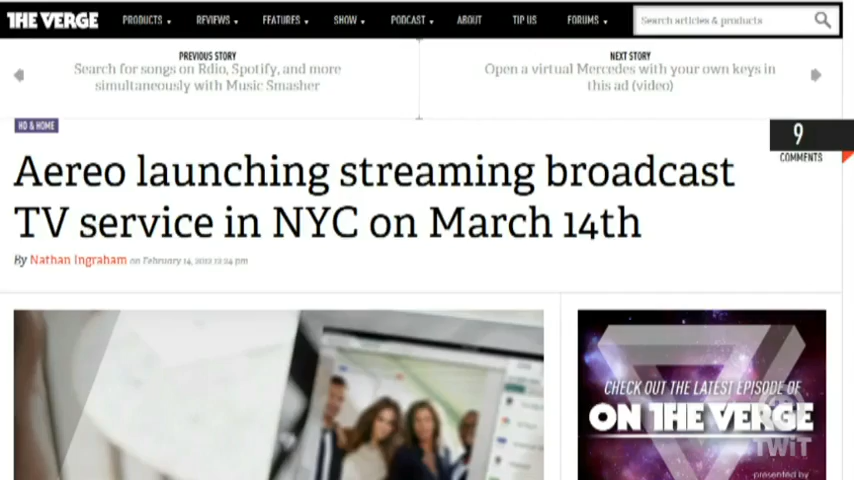 THE VERGE
PRODUCTS REVIEWS FEATURES SHOW PODCAST ABOUT TIP US FORUMS
Search articles & products
PREVIOUS STORY
Search for songs on Rdio, Spotify, and more
simultaneously with Music Smasher
NEXT STORY
Open a virtual Mercedes with your own keys in
this ad (video)
HD & HOME
9
COMMENTS
Aereo launching streaming broadcast
TV service in NYC on March 14th
By Nathan Ingraham on February 14, 2012 12:24 pm
CHECK OUT THE LATEST EPISODE OF
ON THE VERGE
TWiT
presented by